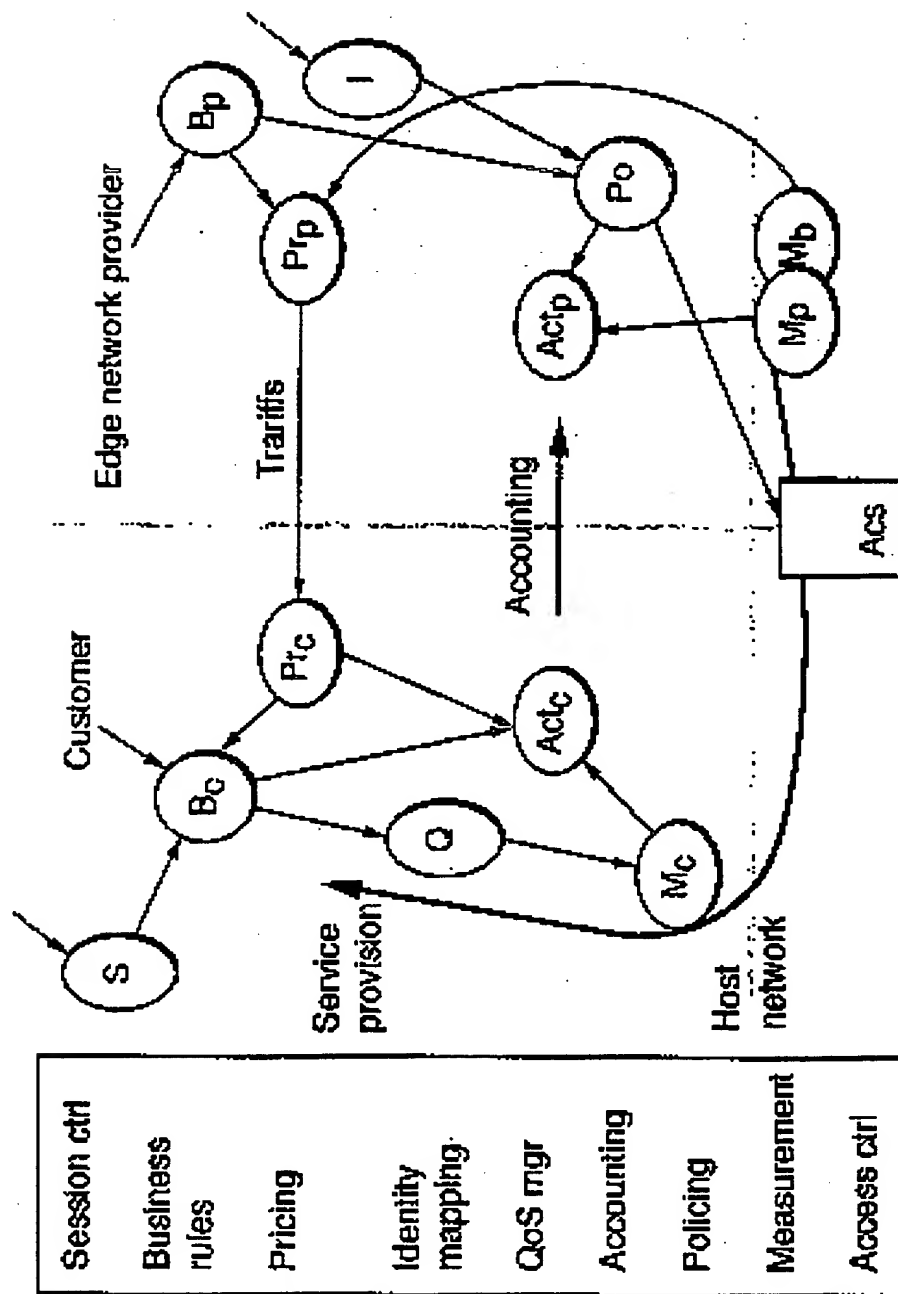 Session ctrl
Business
rules
Pricing
Identity
mapping
QoS mgr
Accounting
Policing
Measurement
Access ctrl
Customer
Edge network provider
S
Bc
Bp
Prc
Trariffs
Prp
I
Service
provision
Q
Actc
Accounting
Actp
Po
Mc
Host
network
Acs
Mp
Mb